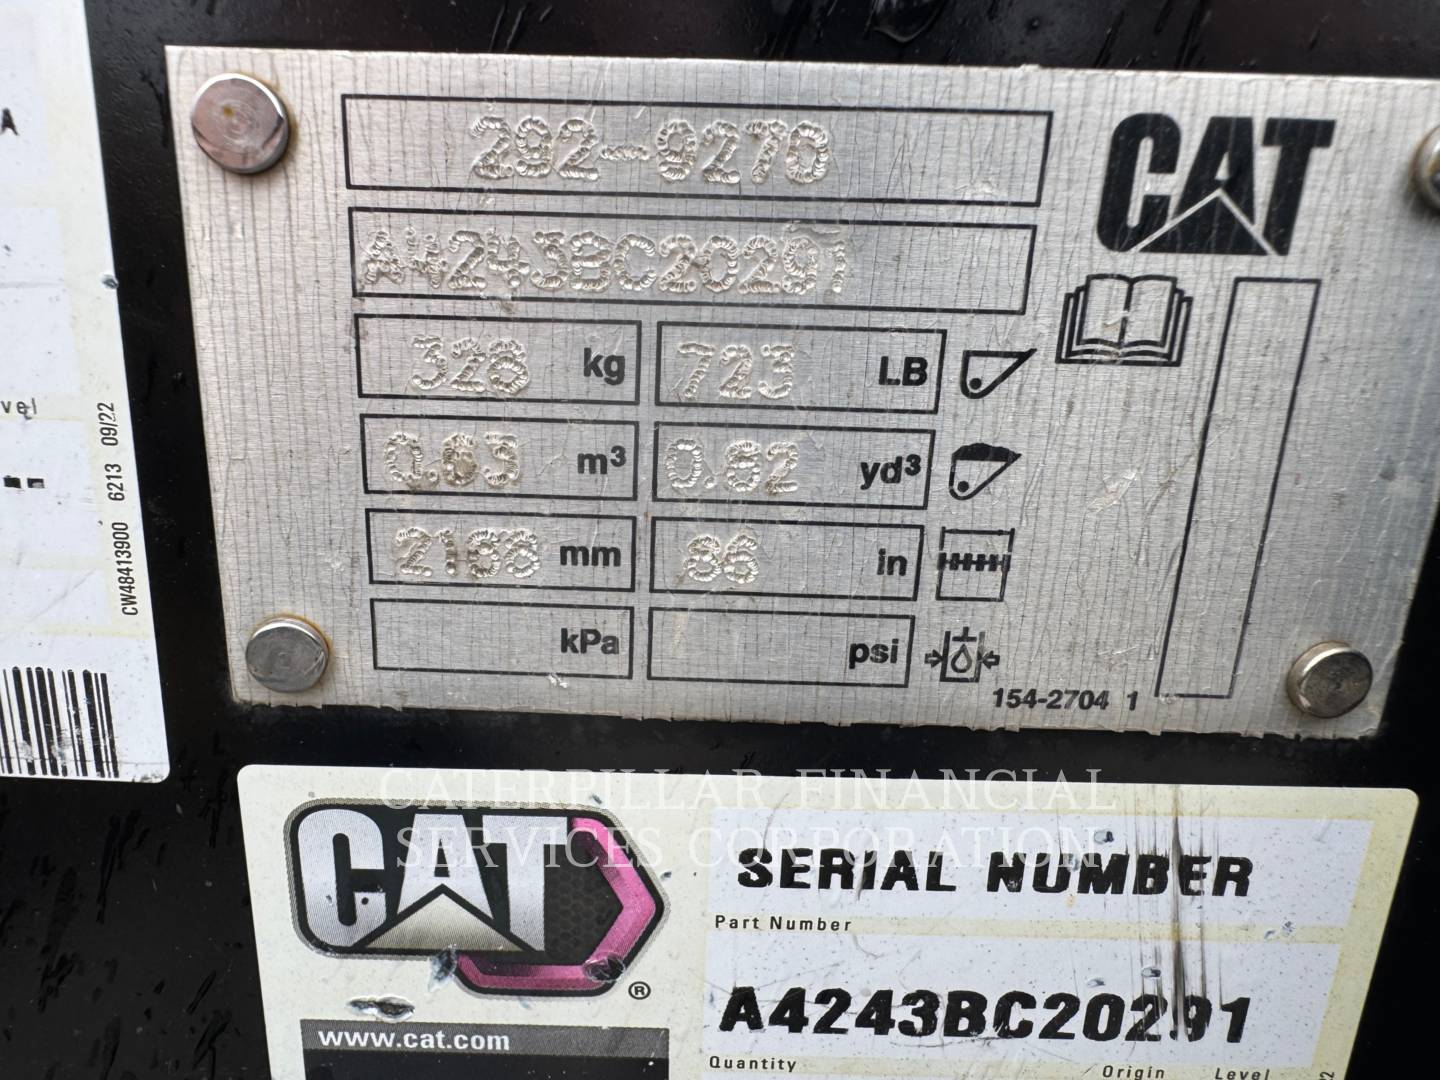 292-9270
CAT
A4243BC20291
328 kg 723 LB
0.63 m³ 0.82 yd³
2188 mm 86 in
kPa psi
154-2704 1
A
vel
CW48413900 6213 09/22
CATERPILLAR FINANCIAL
SERVICES CORPORATION
CAT
®
www.cat.com
SERIAL NUMBER
Part Number
A4243BC20291
Quantity
Origin Level